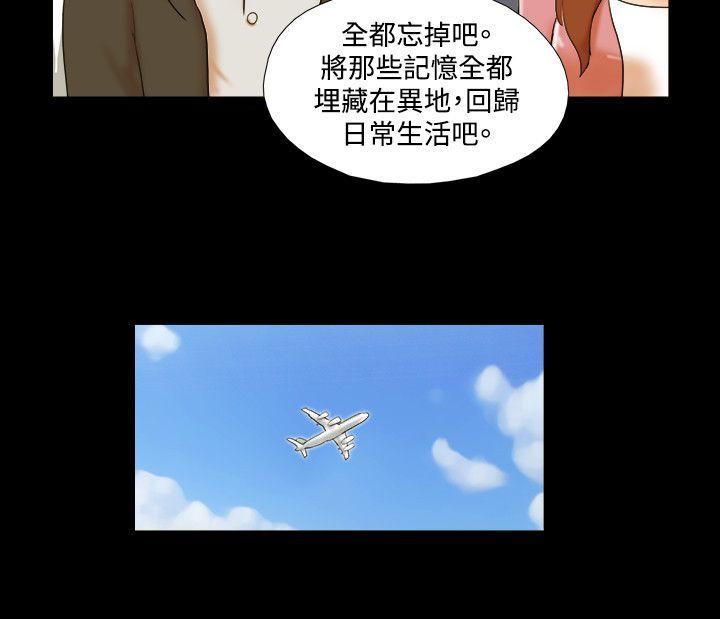 全都忘掉吧。
將那些記憶全都
埋藏在異地,回歸
日常生活吧。